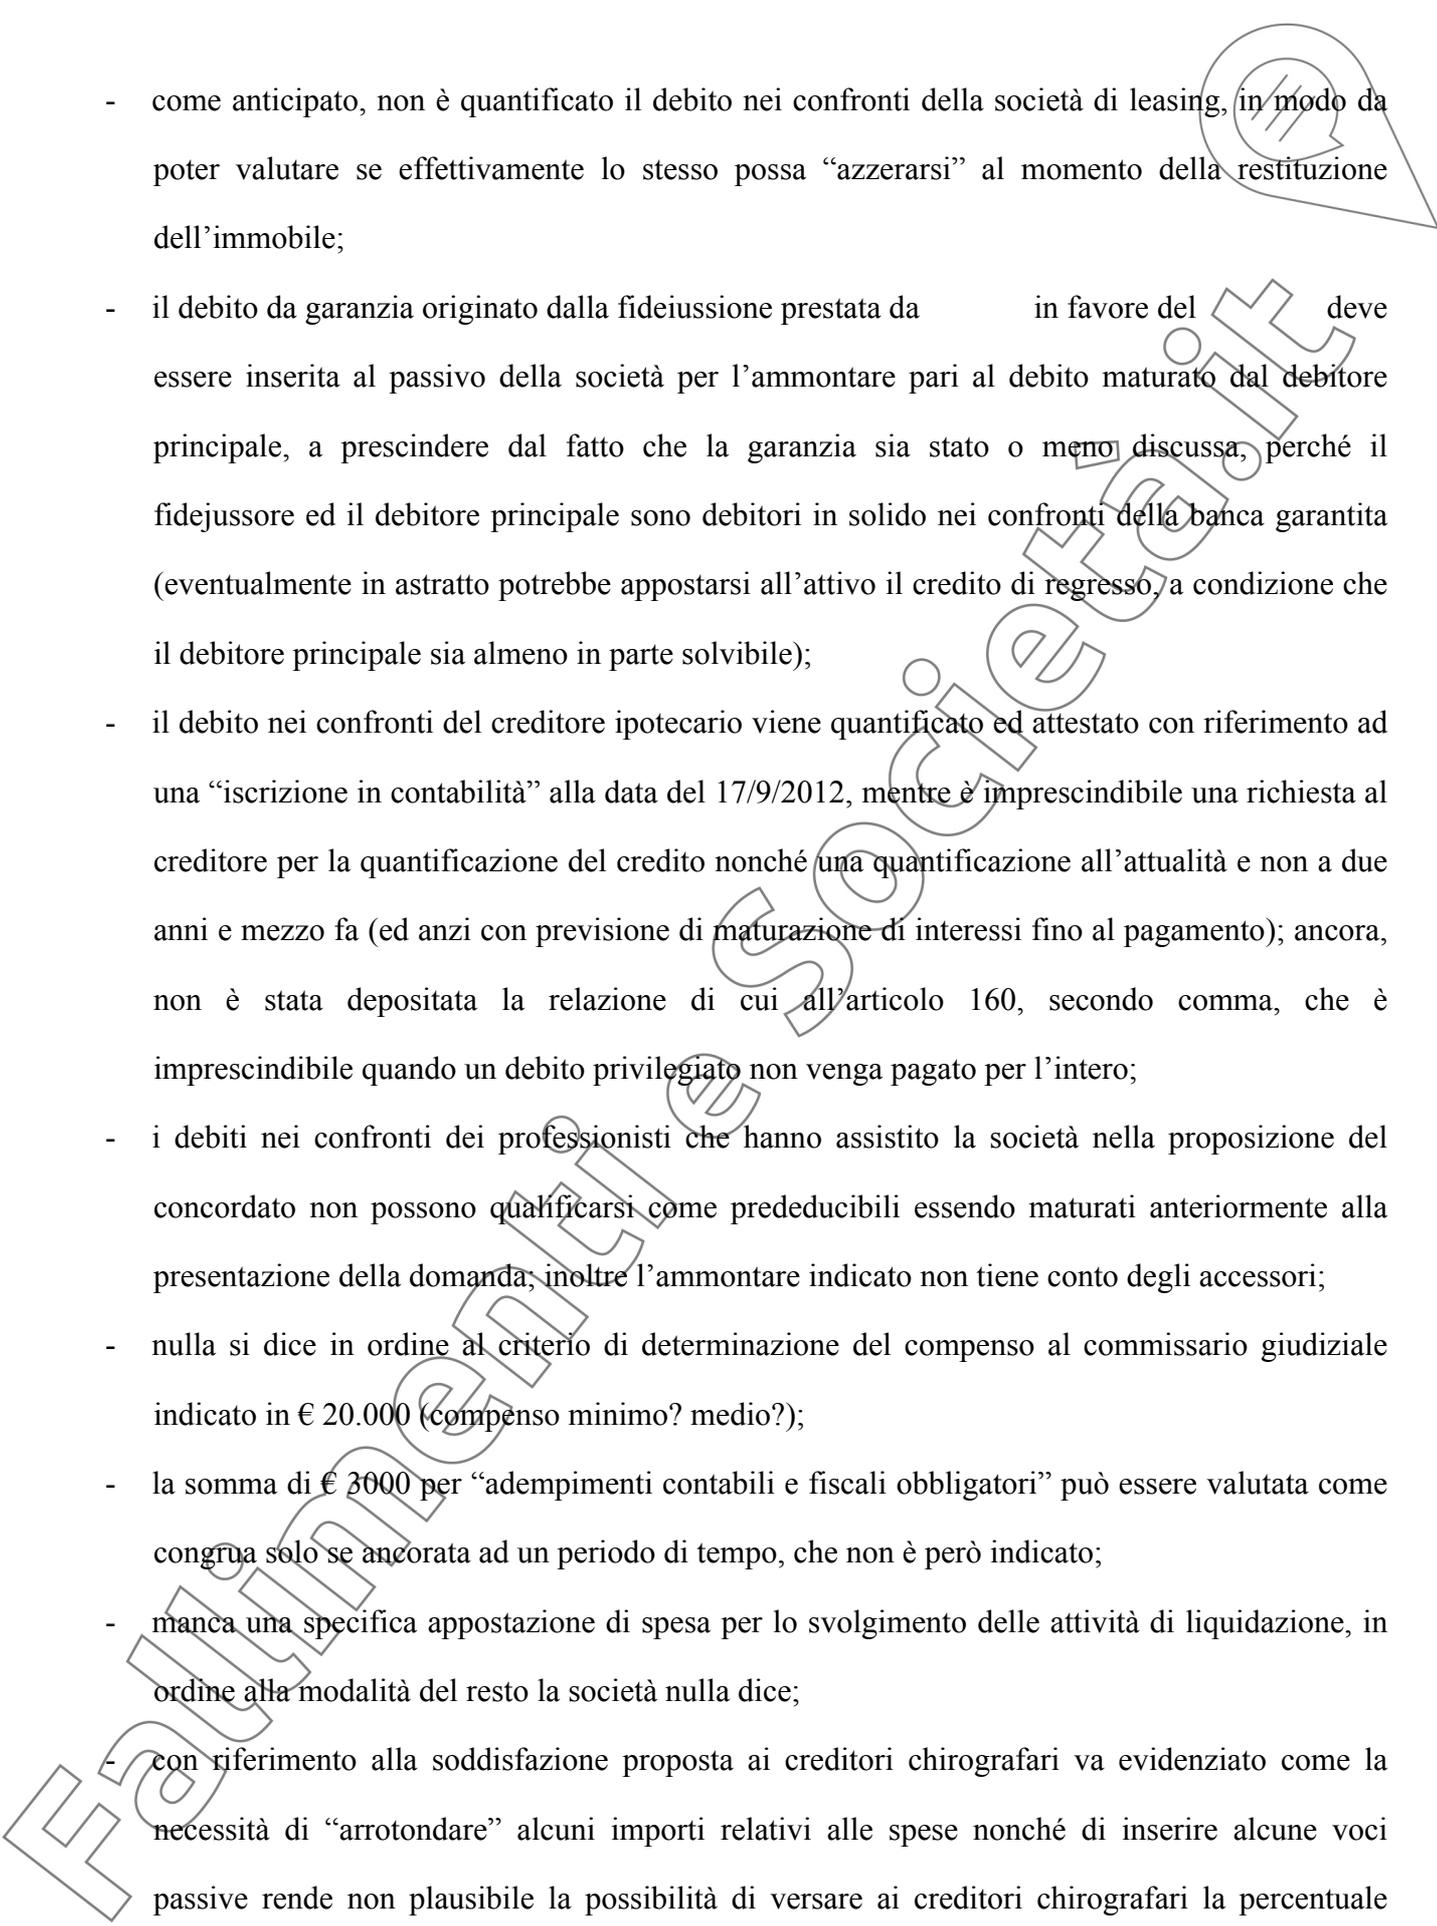 - come anticipato, non è quantificato il debito nei confronti della società di leasing, in modo da
poter valutare se effettivamente lo stesso possa “azzerarsi” al momento della restituzione
dell’immobile;
- il debito da garanzia originato dalla fideiussione prestata da in favore del deve
essere inserita al passivo della società per l’ammontare pari al debito maturato dal debitore
principale, a prescindere dal fatto che la garanzia sia stato o meno discussa, perché il
fidejussore ed il debitore principale sono debitori in solido nei confronti della banca garantita
(eventualmente in astratto potrebbe appostarsi all’attivo il credito di regresso, a condizione che
il debitore principale sia almeno in parte solvibile);
- il debito nei confronti del creditore ipotecario viene quantificato ed attestato con riferimento ad
una “iscrizione in contabilità” alla data del 17/9/2012, mentre è imprescindibile una richiesta al
creditore per la quantificazione del credito nonché una quantificazione all’attualità e non a due
anni e mezzo fa (ed anzi con previsione di maturazione di interessi fino al pagamento); ancora,
non è stata depositata la relazione di cui all’articolo 160, secondo comma, che è
imprescindibile quando un debito privilegiato non venga pagato per l’intero;
- i debiti nei confronti dei professionisti che hanno assistito la società nella proposizione del
concordato non possono qualificarsi come prededucibili essendo maturati anteriormente alla
presentazione della domanda; inoltre l’ammontare indicato non tiene conto degli accessori;
- nulla si dice in ordine al criterio di determinazione del compenso al commissario giudiziale
indicato in € 20.000 (compenso minimo? medio?);
- la somma di € 3000 per “adempimenti contabili e fiscali obbligatori” può essere valutata come
congrua solo se ancorata ad un periodo di tempo, che non è però indicato;
- manca una specifica appostazione di spesa per lo svolgimento delle attività di liquidazione, in
ordine alla modalità del resto la società nulla dice;
- con riferimento alla soddisfazione proposta ai creditori chirografari va evidenziato come la
necessità di “arrotondare” alcuni importi relativi alle spese nonché di inserire alcune voci
passive rende non plausibile la possibilità di versare ai creditori chirografari la percentuale
Fallimenti e Società.it